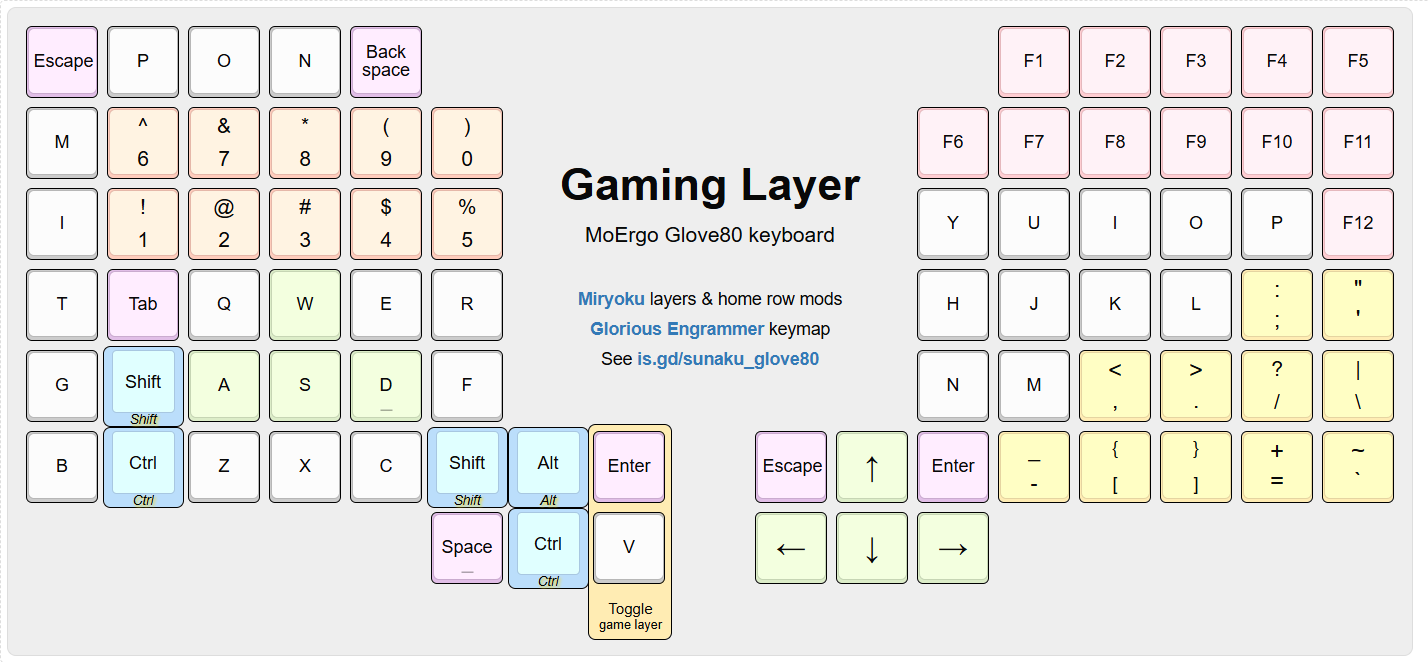 Escape P O N Back space F1 F2 F3 F4 F5
M ^ 6 & 7 * 8 ( 9 ) 0 F6 F7 F8 F9 F10 F11
Gaming Layer
I ! 1 @ 2 # 3 $ 4 % 5 Y U I O P F12
MoErgo Glove80 keyboard
T Tab Q W E R H J K L : ; " '
Miryoku layers & home row mods
Glorious Engrammer keymap
See is.gd/sunaku_glove80
G Shift A S D _ F N M < , > . ? / | \
Shift
B Ctrl Z X C Shift Alt Enter Escape ↑ Enter _ - { [ } ] + = ~ `
Ctrl Shift Alt
Space _ Ctrl V ← ↓ →
Ctrl
Toggle
game layer